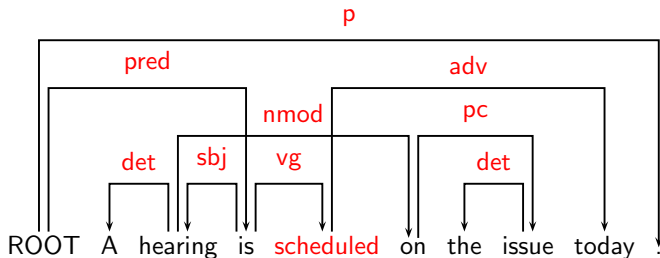 p
pred adv
nmod pc
det sbj vg det
ROOT A hearing is scheduled on the issue today .